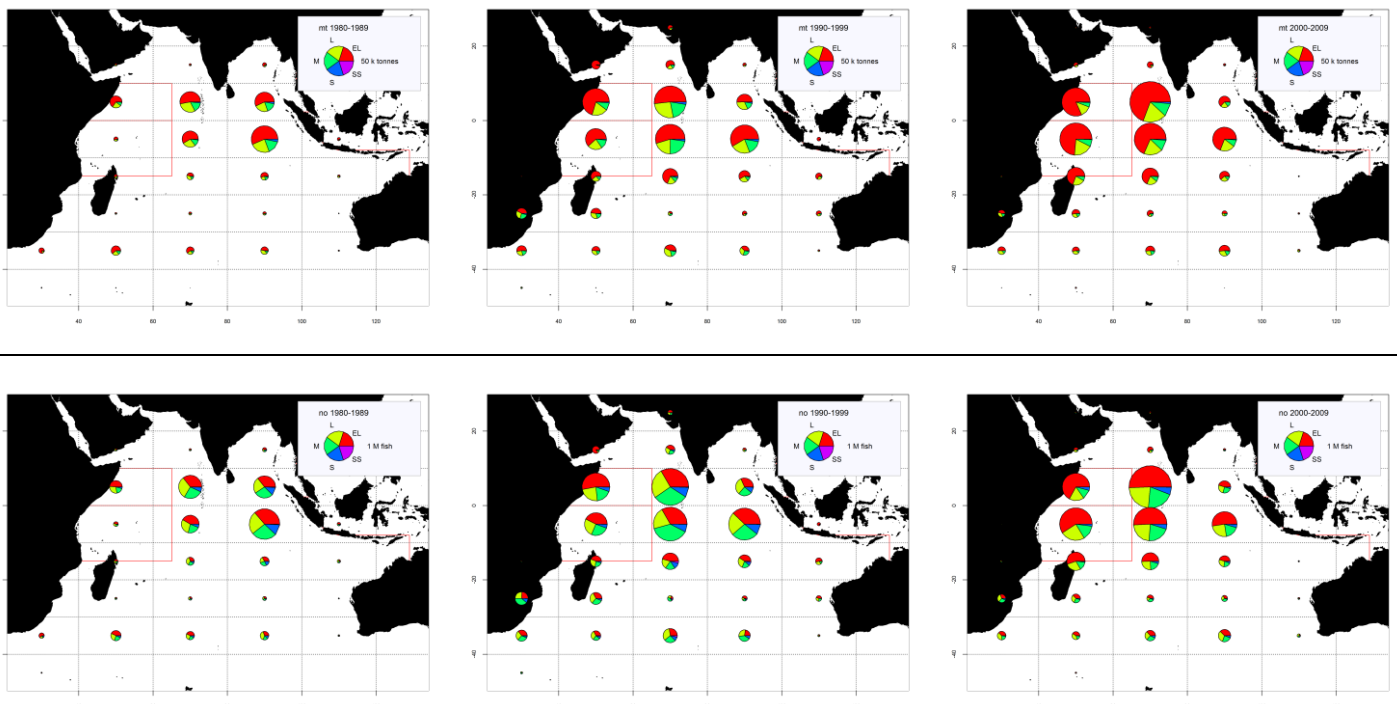 mt 1980-1989
L
EL
M 50 k tonnes
SS
S
40 60 80 100 120
mt 1990-1999
L
EL
M 50 k tonnes
SS
S
20
0
-20
-40
40 60 80 100 120
mt 2000-2009
L
EL
M 50 k tonnes
SS
S
20
0
-20
-40
40 60 80 100 120
no 1980-1989
L
EL
M 1 M fish
SS
S
no 1990-1999
L
EL
M 1 M fish
SS
S
20
0
-20
-40
no 2000-2009
L
EL
M 1 M fish
SS
S
20
0
-20
-40